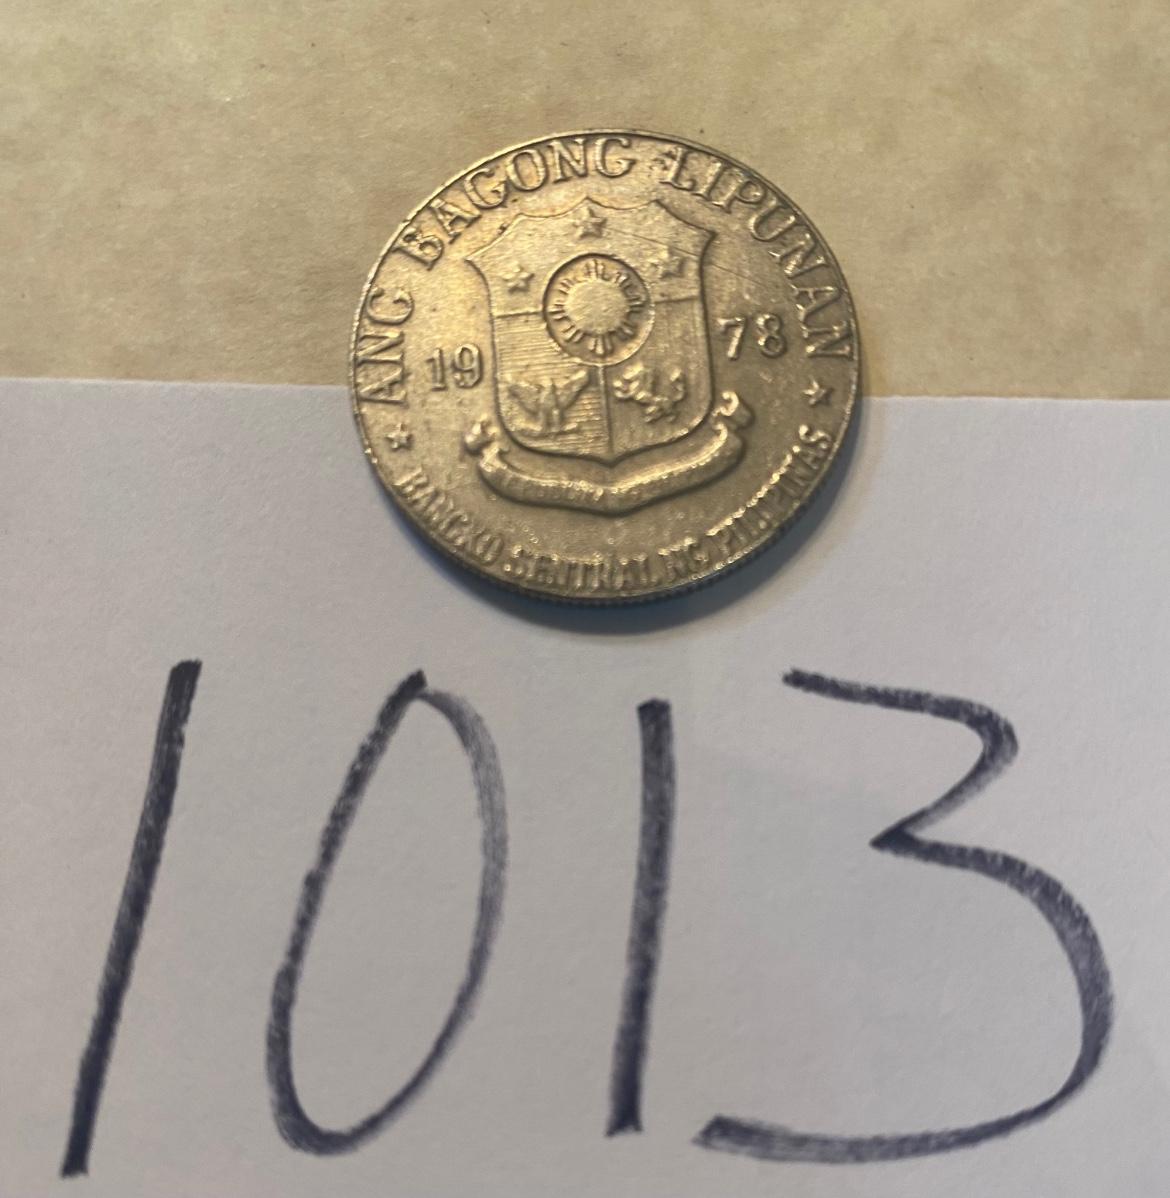 ANG BAGONG LIPUNAN
19 78
BANGKO SENTRAL NG PILIPINAS
1013